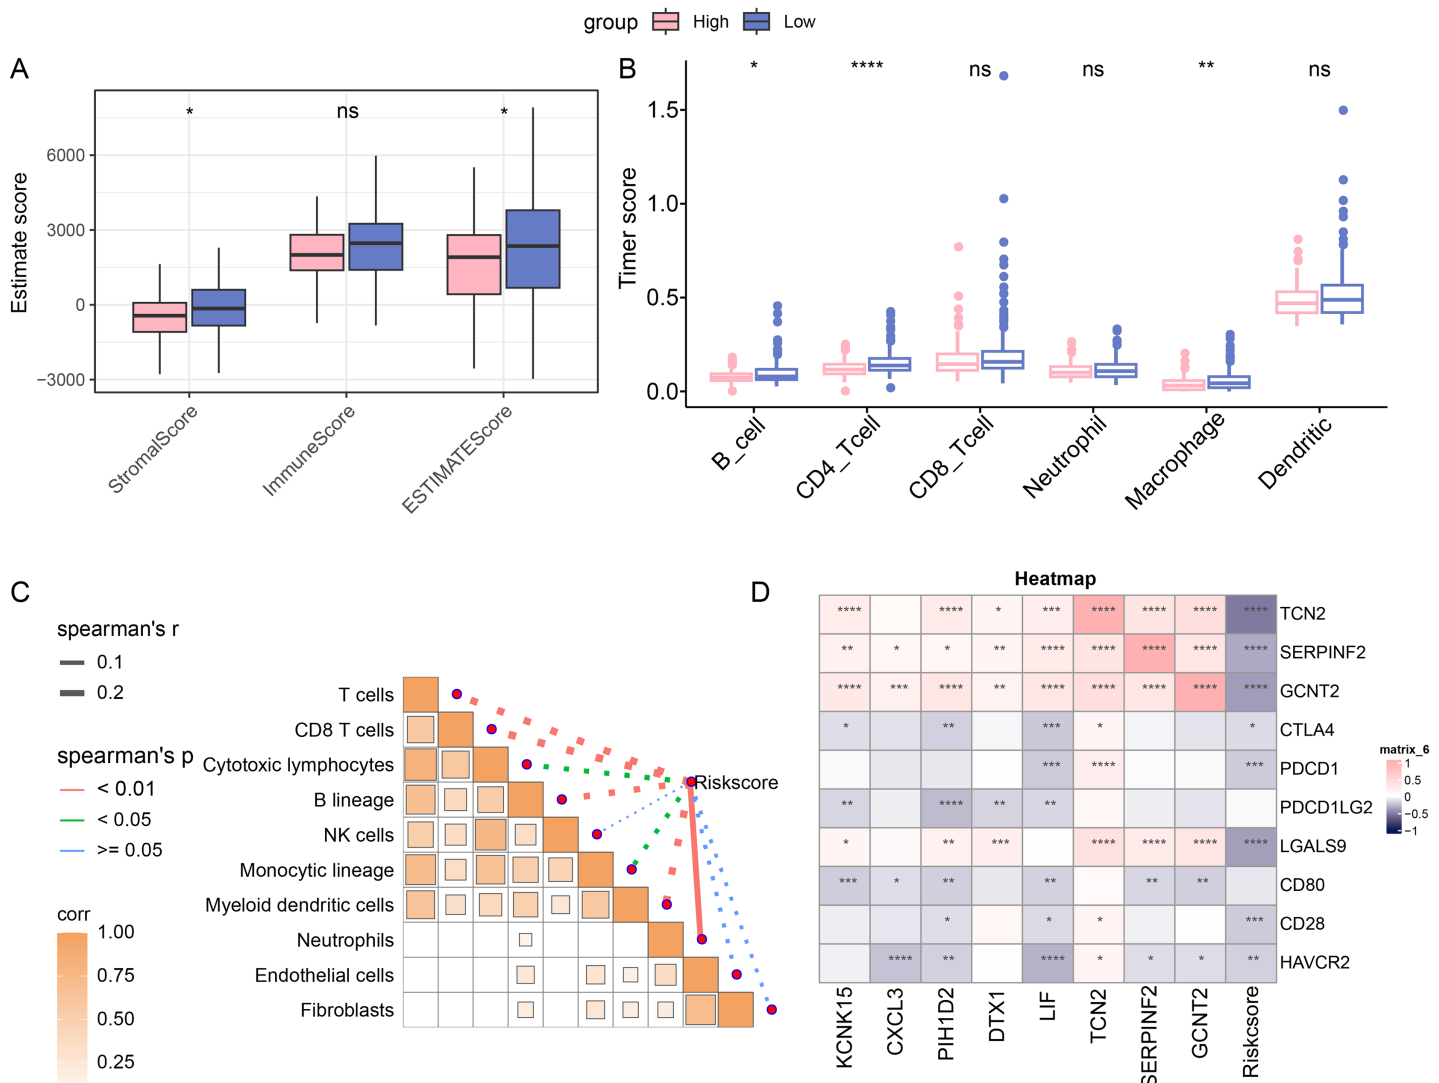 group High Low
A
* ns *
Estimate score
6000
3000
0
−3000
StromalScore
ImmuneScore
ESTIMATEScore
B
* **** ns ns ** ns
Timer score
1.5
1.0
0.5
0.0
B_cell
CD4_Tcell
CD8_Tcell
Neutrophil
Macrophage
Dendritic
C
spearman's r
0.1
0.2
spearman's p
< 0.01
< 0.05
>= 0.05
corr
1.00
0.75
0.50
0.25
T cells
CD8 T cells
Cytotoxic lymphocytes
B lineage
NK cells
Monocytic lineage
Myeloid dendritic cells
Neutrophils
Endothelial cells
Fibroblasts
Riskscore
D
Heatmap
**** **** * *** **** **** **** **** TCN2
** * * ** **** **** **** **** **** SERPINF2
**** *** **** ** **** **** **** **** **** GCNT2
* ** *** * * CTLA4
*** **** *** PDCD1
** **** ** ** PDCD1LG2
* ** *** **** **** **** **** LGALS9
*** * ** ** ** ** CD80
* * * *** CD28
**** ** **** * * * ** HAVCR2
KCNK15
CXCL3
PIH1D2
DTX1
LIF
TCN2
SERPINF2
GCNT2
Riskcsore
matrix_6
1
0.5
0
−0.5
−1